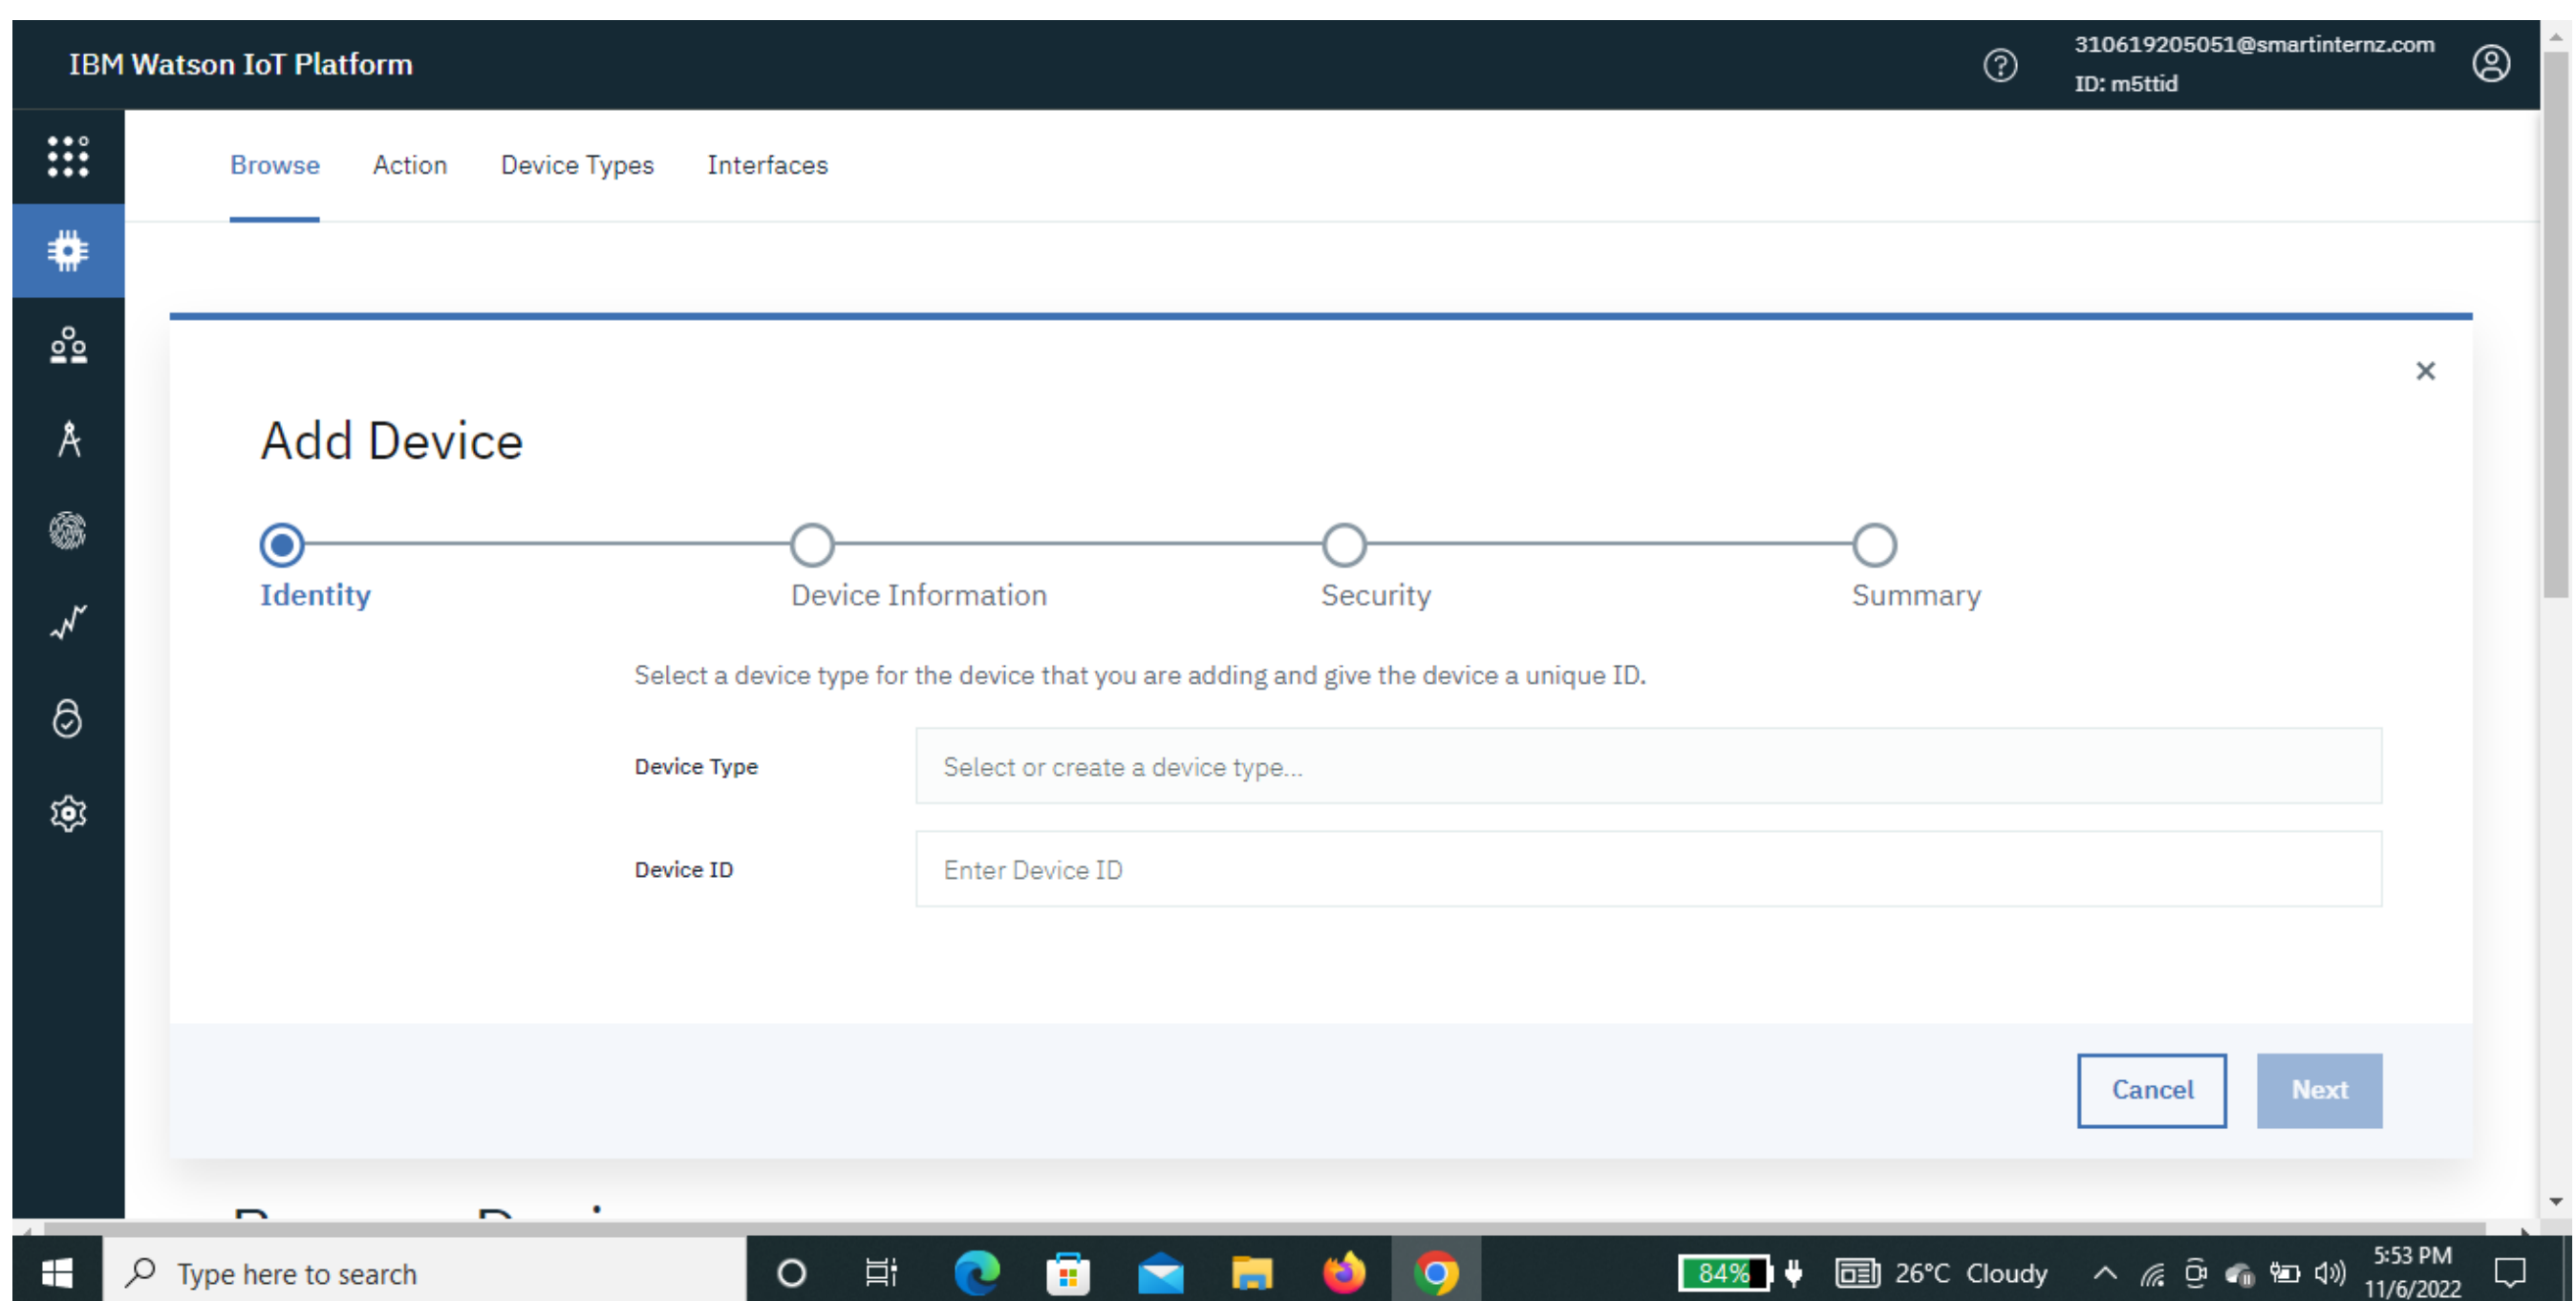 IBM Watson IoT Platform
310619205051@smartinternz.com
ID: m5ttid
Browse Action Device Types Interfaces
Add Device
Identity Device Information Security Summary
Select a device type for the device that you are adding and give the device a unique ID.
Device Type Select or create a device type...
Device ID Enter Device ID
Cancel Next
Type here to search
84% 26°C Cloudy 5:53 PM
11/6/2022